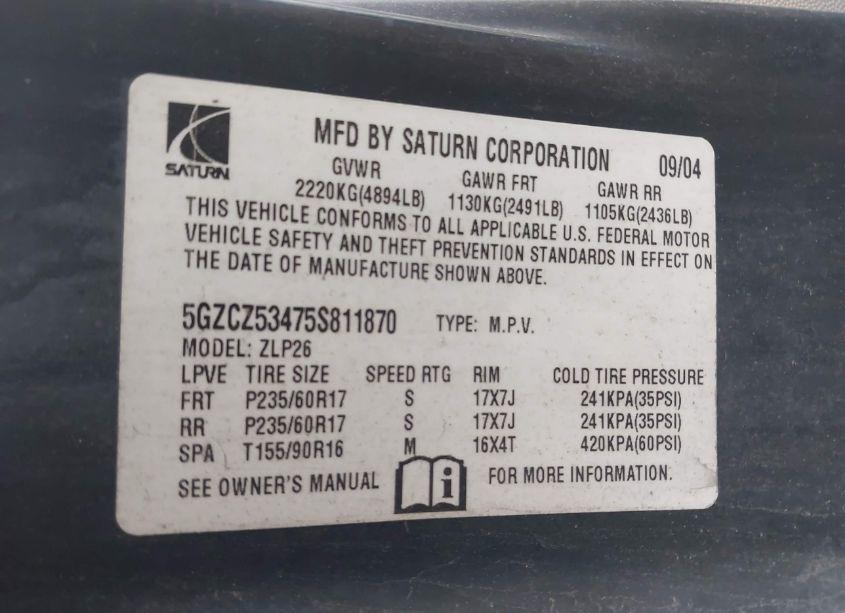 SATURN
MFD BY SATURN CORPORATION 09/04
GVWR GAWR FRT GAWR RR
2220KG(4894LB) 1130KG(2491LB) 1105KG(2436LB)
THIS VEHICLE CONFORMS TO ALL APPLICABLE U.S. FEDERAL MOTOR
VEHICLE SAFETY AND THEFT PREVENTION STANDARDS IN EFFECT ON
THE DATE OF MANUFACTURE SHOWN ABOVE.
5GZCZ53475S811870 TYPE: M.P.V.
MODEL: ZLP26
LPVE TIRE SIZE SPEED RTG RIM COLD TIRE PRESSURE
FRT P235/60R17 S 17X7J 241KPA(35PSI)
RR P235/60R17 S 17X7J 241KPA(35PSI)
SPA T155/90R16 M 16X4T 420KPA(60PSI)
SEE OWNER'S MANUAL i FOR MORE INFORMATION.